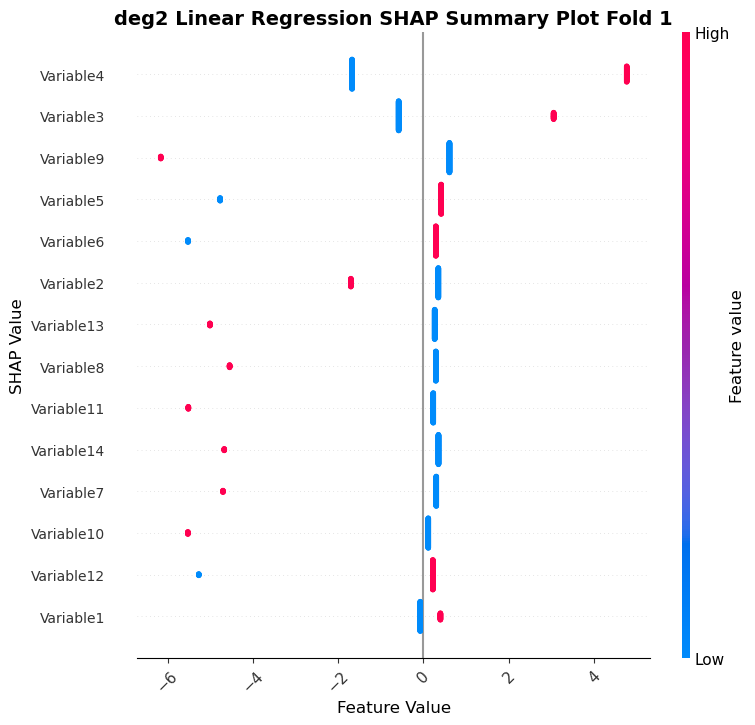 deg2 Linear Regression SHAP Summary Plot Fold 1
High
Variable4
Variable3
Variable9
Variable5
Variable6
Variable2
Variable13
Variable8
Variable11
Variable14
Variable7
Variable10
Variable12
Variable1
SHAP Value
Feature value
Low
−6
−4
−2
0
2
4
Feature Value